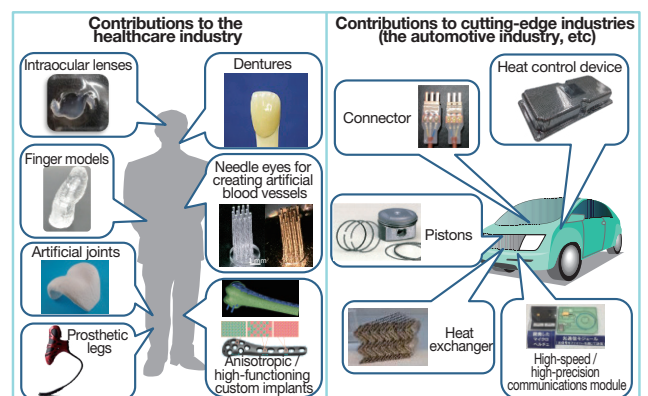 Contributions to the
healthcare industry
Intraocular lenses
Dentures
Finger models
Needle eyes for
creating artificial
blood vessels
Artificial joints
Prosthetic
legs
Anisotropic /
high-functioning
custom implants
Contributions to cutting-edge industries
(the automotive industry, etc)
Connector
Heat control device
Pistons
Heat
exchanger
High-speed /
high-precision
communications module